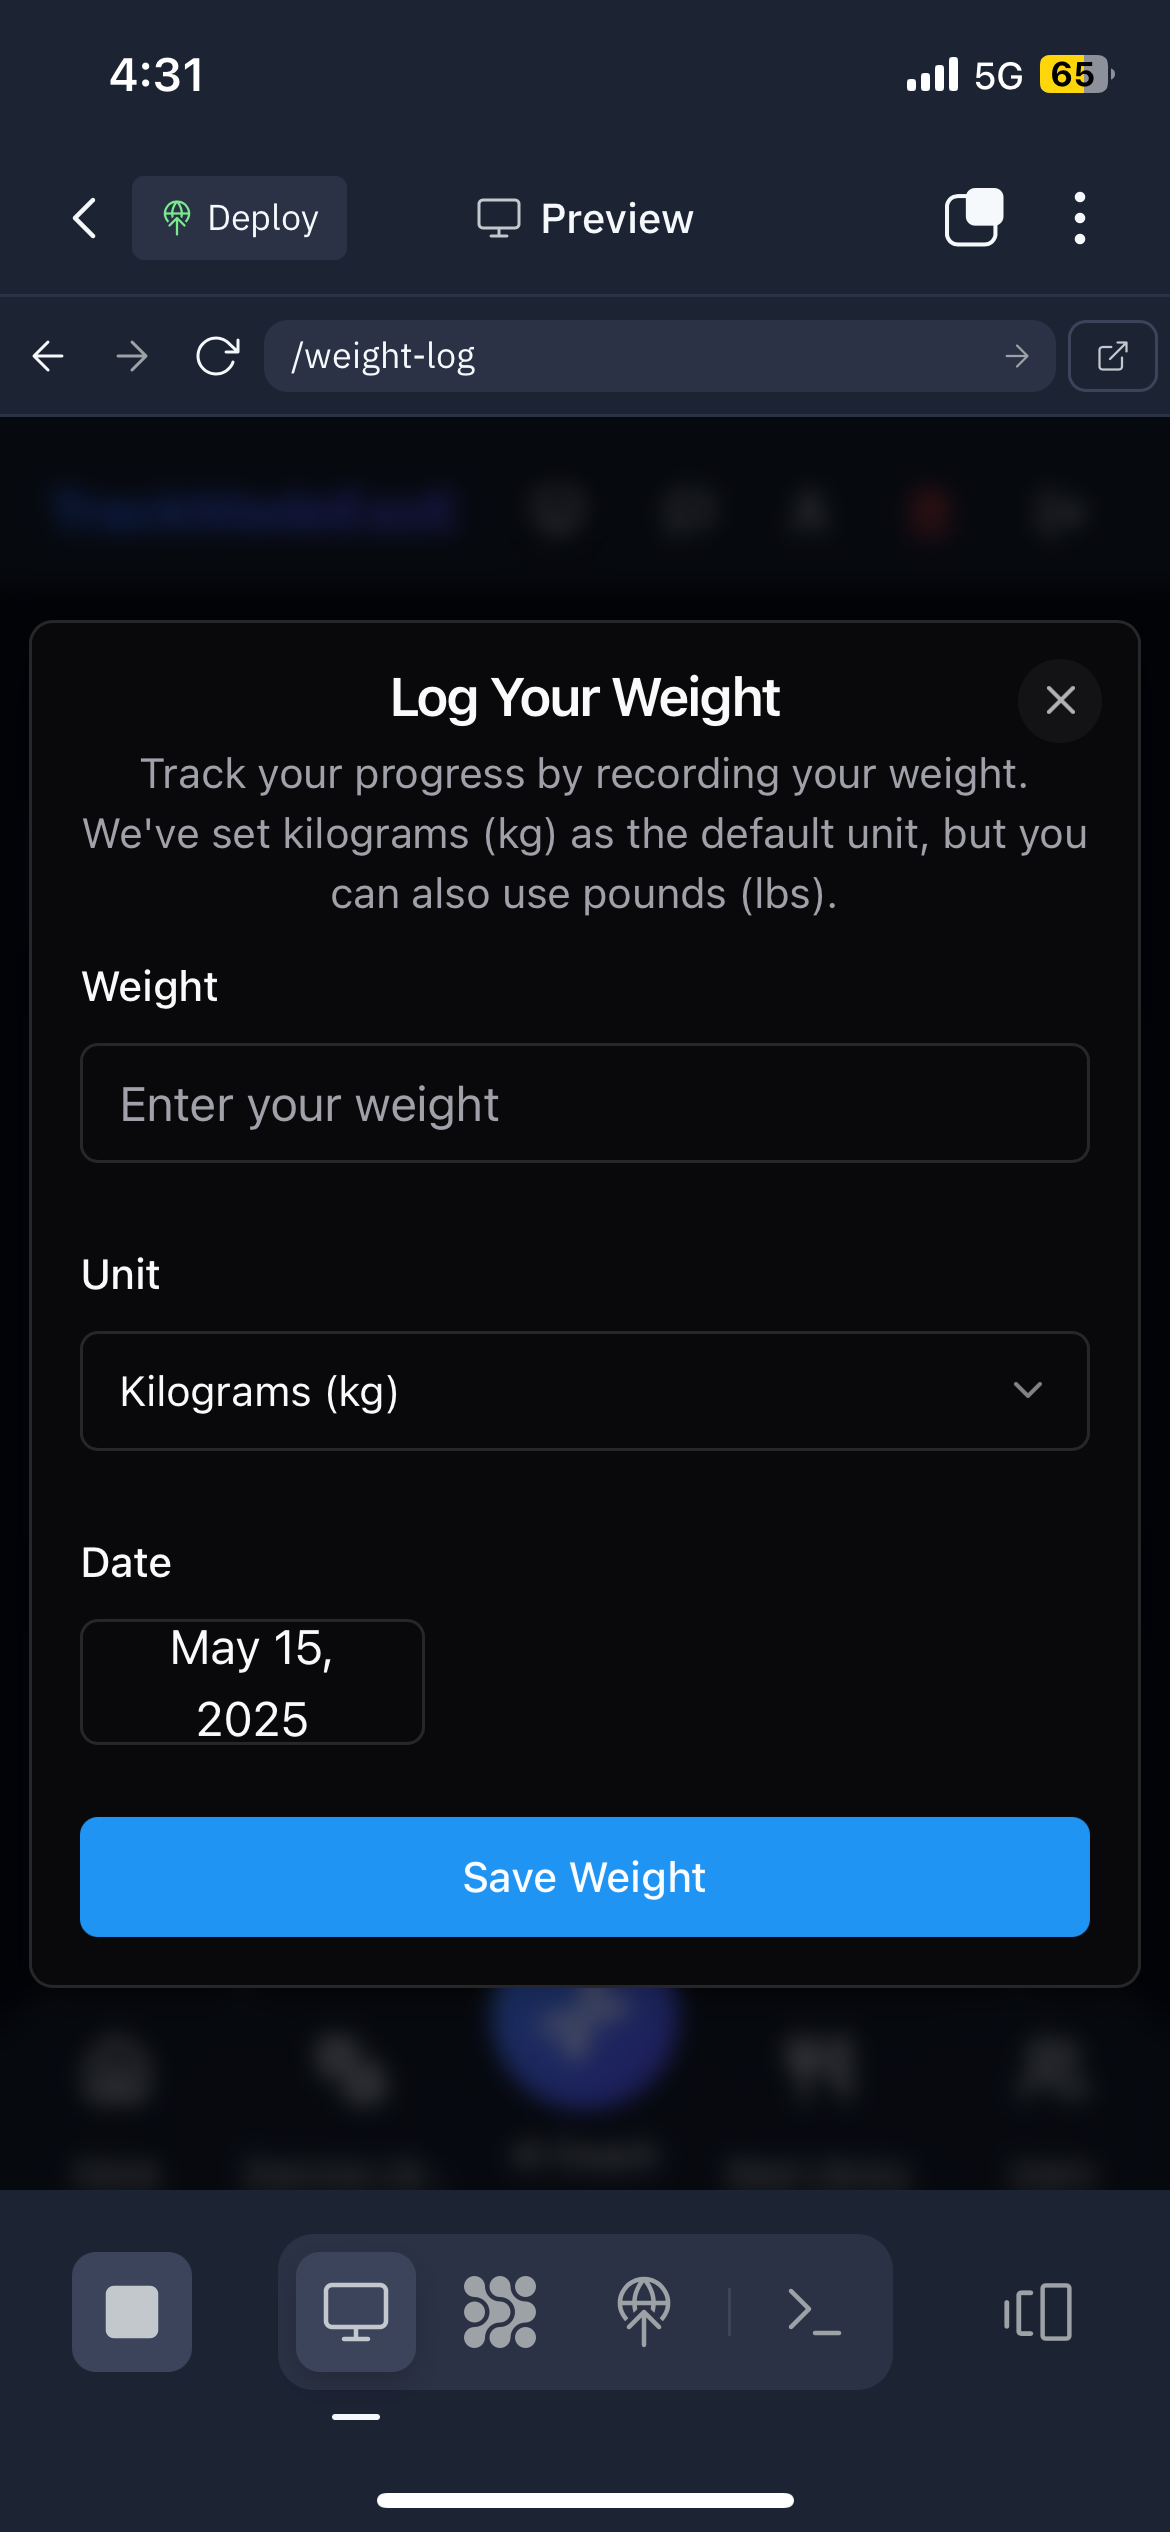 4:31
5G
65
Deploy
Preview
/weight-log
Log Your Weight
Track your progress by recording your weight.
We've set kilograms (kg) as the default unit, but you
can also use pounds (lbs).
Weight
Enter your weight
Unit
Kilograms (kg)
Date
May 15,
2025
Save Weight